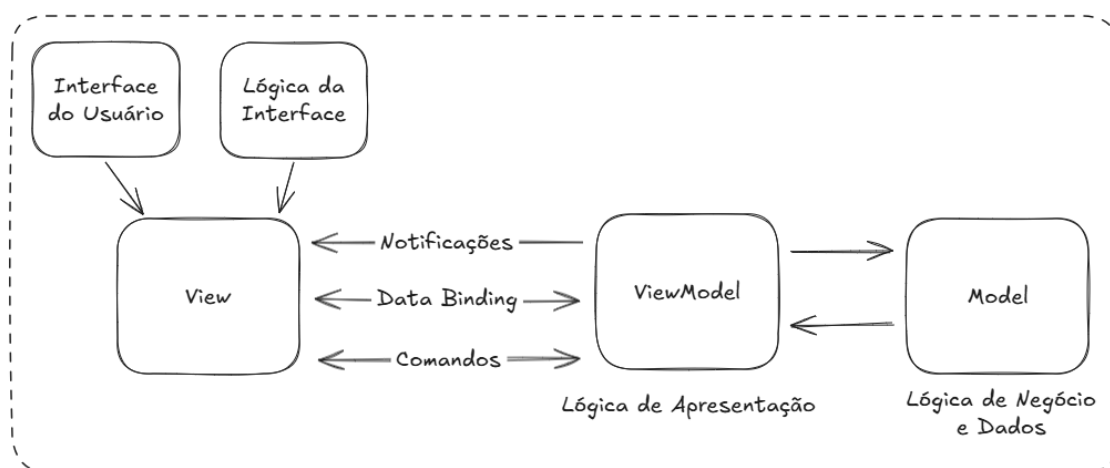 Interface
do Usuário
Lógica da
Interface
Notificações
View
Data Binding
ViewModel
Model
Comandos
Lógica de Apresentação
Lógica de Negócio
e Dados